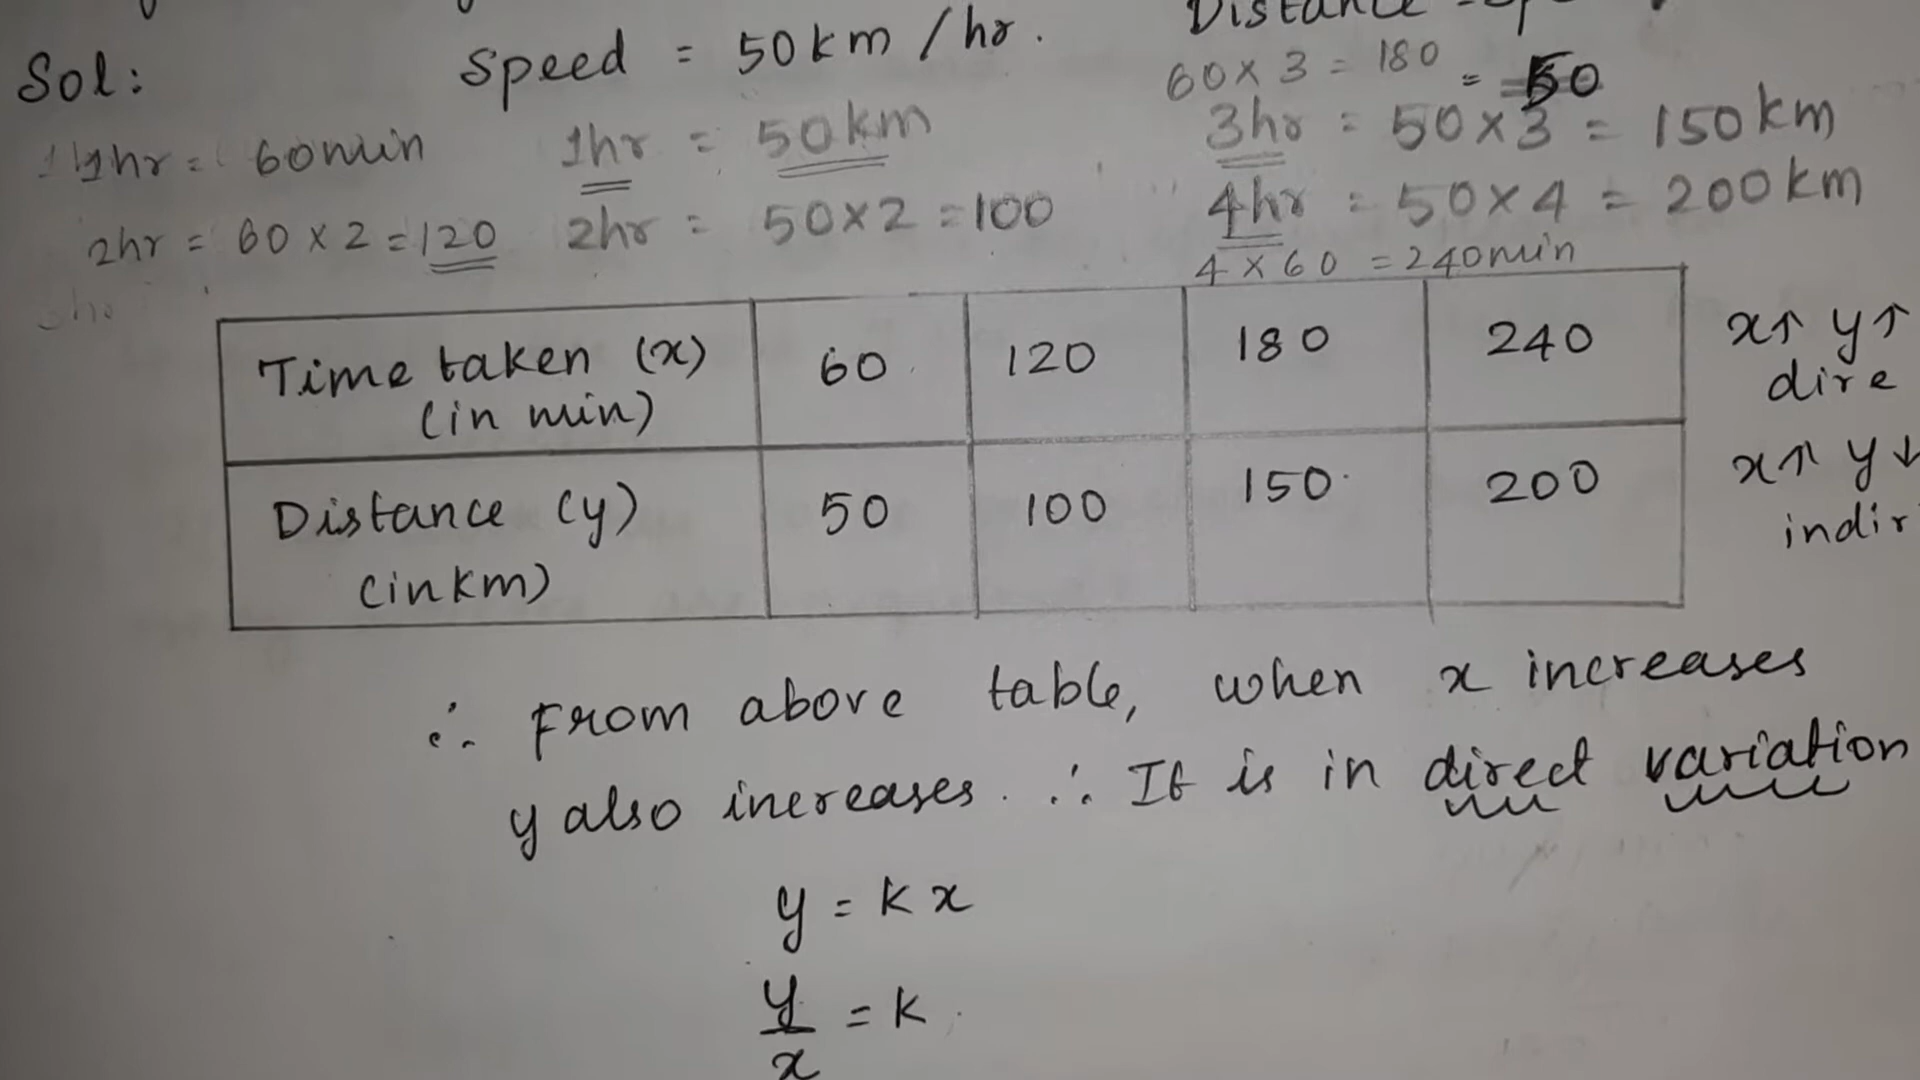 Sol: Speed = 50km/hr. Distance
60 x 3 = 180 = 50
1hr = 60min 1hr = 50km 3hr = 50 x 3 = 150km
2hr = 60 x 2 = 120 2hr = 50x2 = 100 4hr = 50 x 4 = 200km
4 x 60 = 240min
Time taken (x) 60 120 180 240 x↑ y↑
(in min) dire
Distance (y) 50 100 150 200 x↑ y↓
(in km) indir
∴ From above table, when x increases
y also increases. ∴ It is in direct variation
y = kx
y/x = k